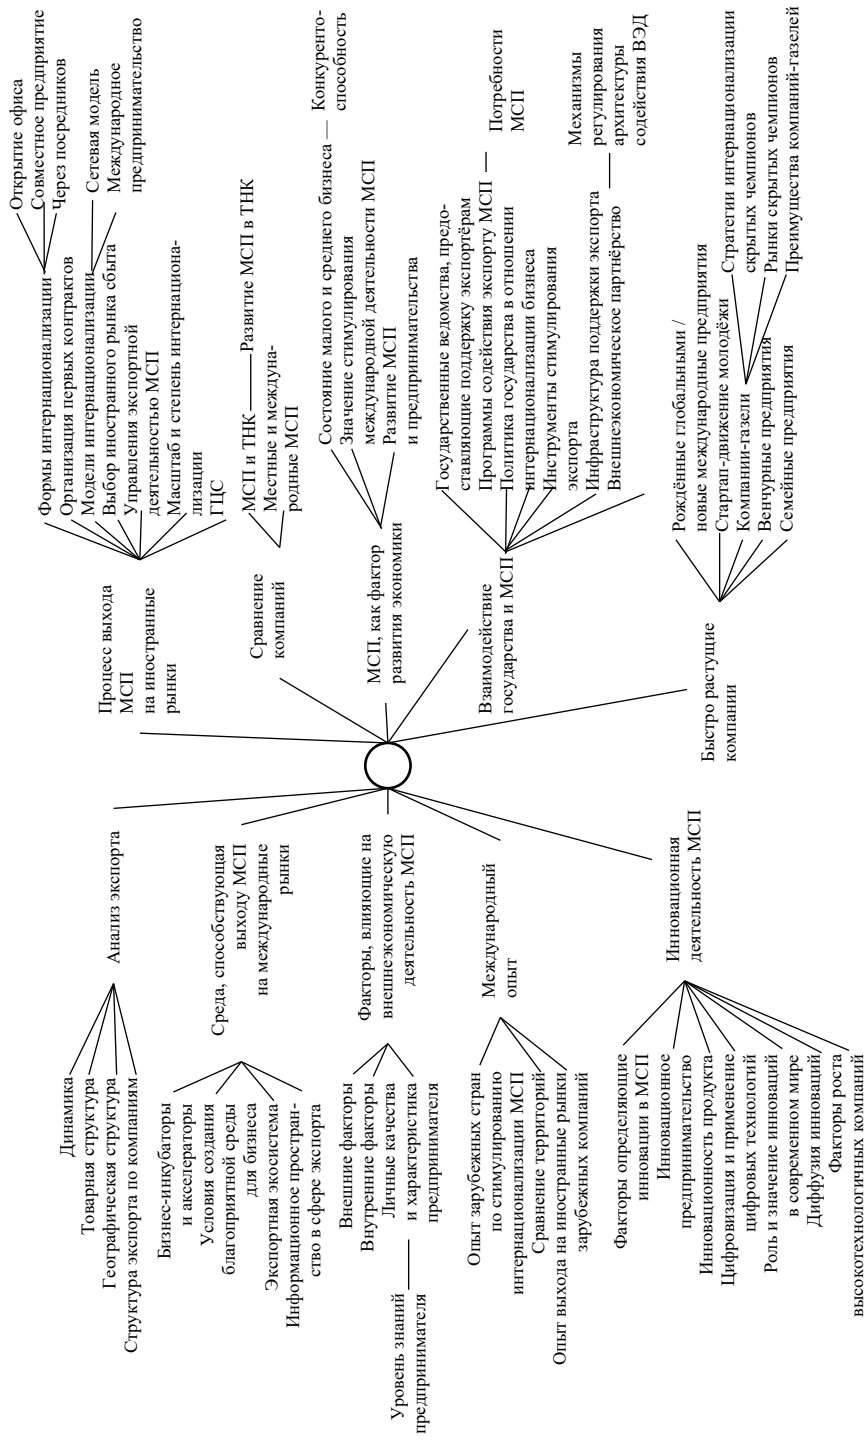 Динамика
Товарная структура
Географическая структура
Структура экспорта по компаниям
Анализ экспорта
Бизнес-инкубаторы
и акселераторы
Условия создания
благоприятной среды
для бизнеса
Экспортная экосистема
Информационное простран-
ство в сфере экспорта
Среда, способствующая
выходу МСП
на международные
рынки
Внешние факторы
Внутренние факторы
Личные качества
и характеристика
предпринимателя
Уровень знаний
предпринимателя
Факторы, влияющие на
внешнеэкономическую
деятельность МСП
Опыт зарубежных стран
по стимулированию
интернационализации МСП
Сравнение территорий
Опыт выхода на иностранные рынки
зарубежных компаний
Международный
опыт
Факторы определяющие
инновации в МСП
Инновационное
предпринимательство
Инновационность продукта
Цифровизация и применение
цифровых технологий
Роль и значение инноваций
в современном мире
Диффузия инноваций
Факторы роста
высокотехнологичных компаний
Инновационная
деятельность МСП
Процесс выхода
МСП
на иностранные
рынки
Формы интернационализации
Организация первых контрактов
Модели интернационализации
Выбор иностранного рынка сбыта
Управления экспортной
деятельностью МСП
Масштаб и степень интернациона-
лизации
ГЦС
Открытие офиса
Совместное предприятие
Через посредников
Сетевая модель
Международное
предпринимательство
Сравнение
компаний
МСП и ТНК
Развитие МСП в ТНК
Местные и междуна-
родные МСП
МСП, как фактор
развития экономики
Состояние малого и среднего бизнеса
Значение стимулирования
международной деятельности МСП
Развитие МСП
и предпринимательства
Конкуренто-
способность
Взаимодействие
государства и МСП
Государственные ведомства, предо-
ставляющие поддержку экспортёрам
Программы содействия экспорту МСП
Политика государства в отношении
интернационализации бизнеса
Инструменты стимулирования
экспорта
Инфраструктура поддержки экспорта
Внешнеэкономическое партнёрство
Потребности
МСП
Механизмы
регулирования
архитектуры
содействия ВЭД
Быстро растущие
компании
Рождённые глобальными /
новые международные предприятия
Стартап-движение молодёжи
Компании-газели
Венчурные предприятия
Семейные предприятия
Стратегии интернационализации
скрытых чемпионов
Рынки скрытых чемпионов
Преимущества компаний-газелей